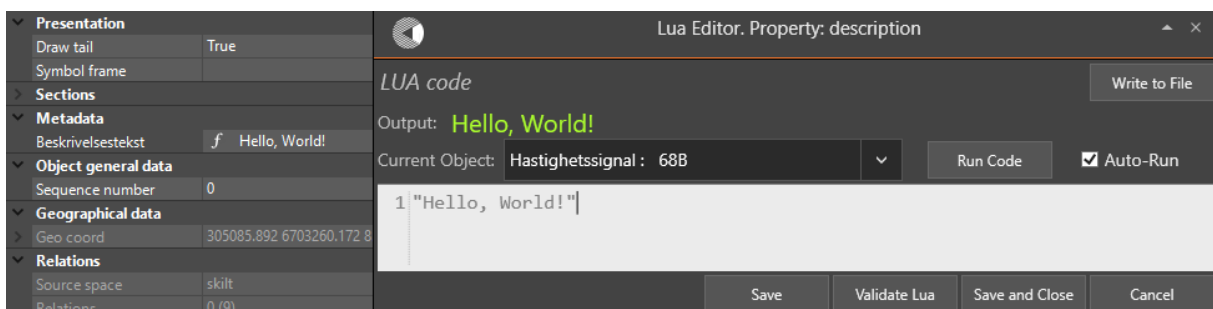 Presentation
Draw tail True
Symbol frame
Sections
Metadata
Beskrivelsestekst f Hello, World!
Object general data
Sequence number 0
Geographical data
Geo coord 305085.892 6703260.172 8
Relations
Source space skilt
Relations 0 (9)
Lua Editor. Property: description
LUA code
Write to File
Output: Hello, World!
Current Object: Hastighetssignal : 68B
Run Code
Auto-Run
1 "Hello, World!"
Save Validate Lua Save and Close Cancel